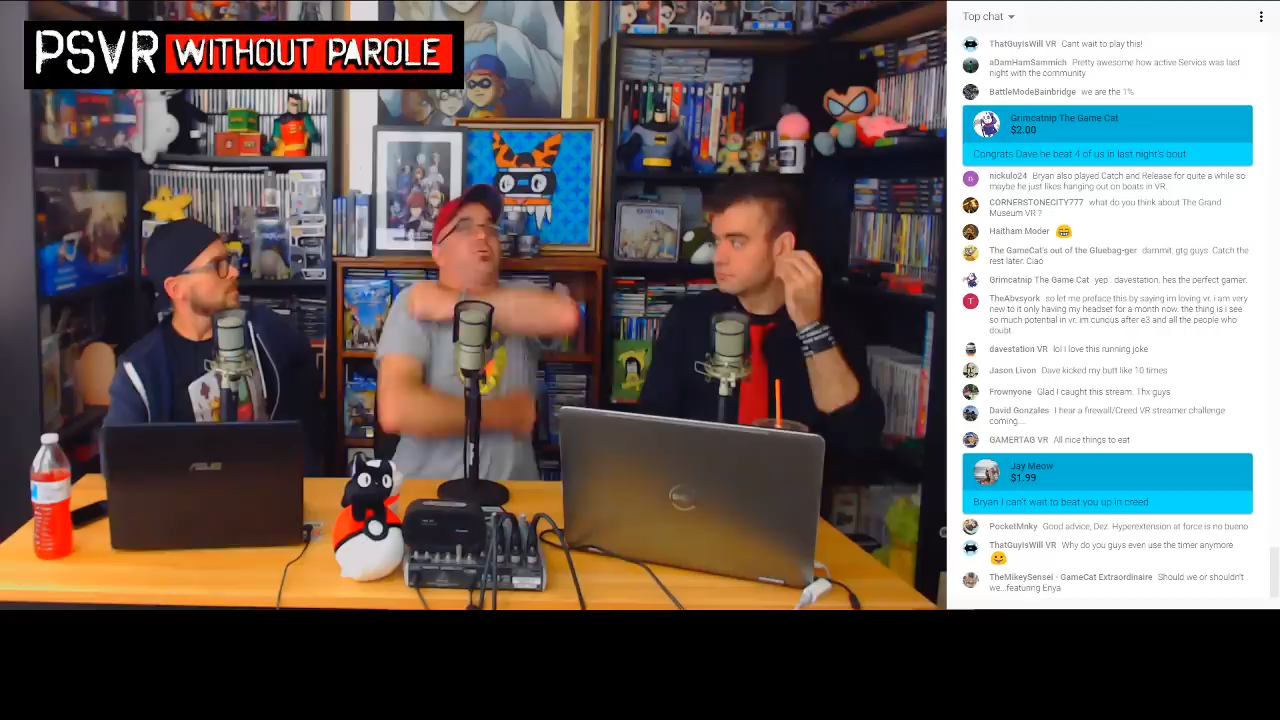 PSVR WITHOUT PAROLE
Top chat
ThatGuyIsWill VR Cant wait to play this!
aDamHamSammich Pretty awesome how active Servios was last
night with the community
BattleModeBainbridge we are the 1%
Grimcatnip The Game Cat
$2.00
Congrats Dave he beat 4 of us in last night's bout
nickulo24 Bryan also played Catch and Release for quite a while so
maybe he just likes hanging out on boats in VR.
CORNERSTONECITY777 what do you think about The Grand
Museum VR ?
Haitham Moder
The GameCat's out of the Gluebag-ger dammit, gtg guys Catch the
rest later. Ciao
Grimcatnip The Game Cat yep . davestation, hes the perfect gamer.
TheAbvsyork so let me preface this by saying im loving vr. i am very
new to it only having my headset for a month now. the thing is i see
so much potential in vr. im curious after e3 and all the people who
doubt
davestation VR lol I love this running joke
Jason Livon Dave kicked my butt like 10 times
Frownyone Glad I caught this stream. Thx guys
David Gonzales I hear a firewall/Creed VR streamer challenge
coming....
GAMERTAG VR All nice things to eat
Jay Meow
$1.99
Bryan I can't wait to beat you up in creed
PocketMnky Good advice, Dez. Hyperextension at force is no bueno
ThatGuyIsWill VR Why do you guys even use the timer anymore
TheMikeySensei - GameCat Extraordinaire Should we or shouldn't
we...featuring Enya
ASUS
DELL